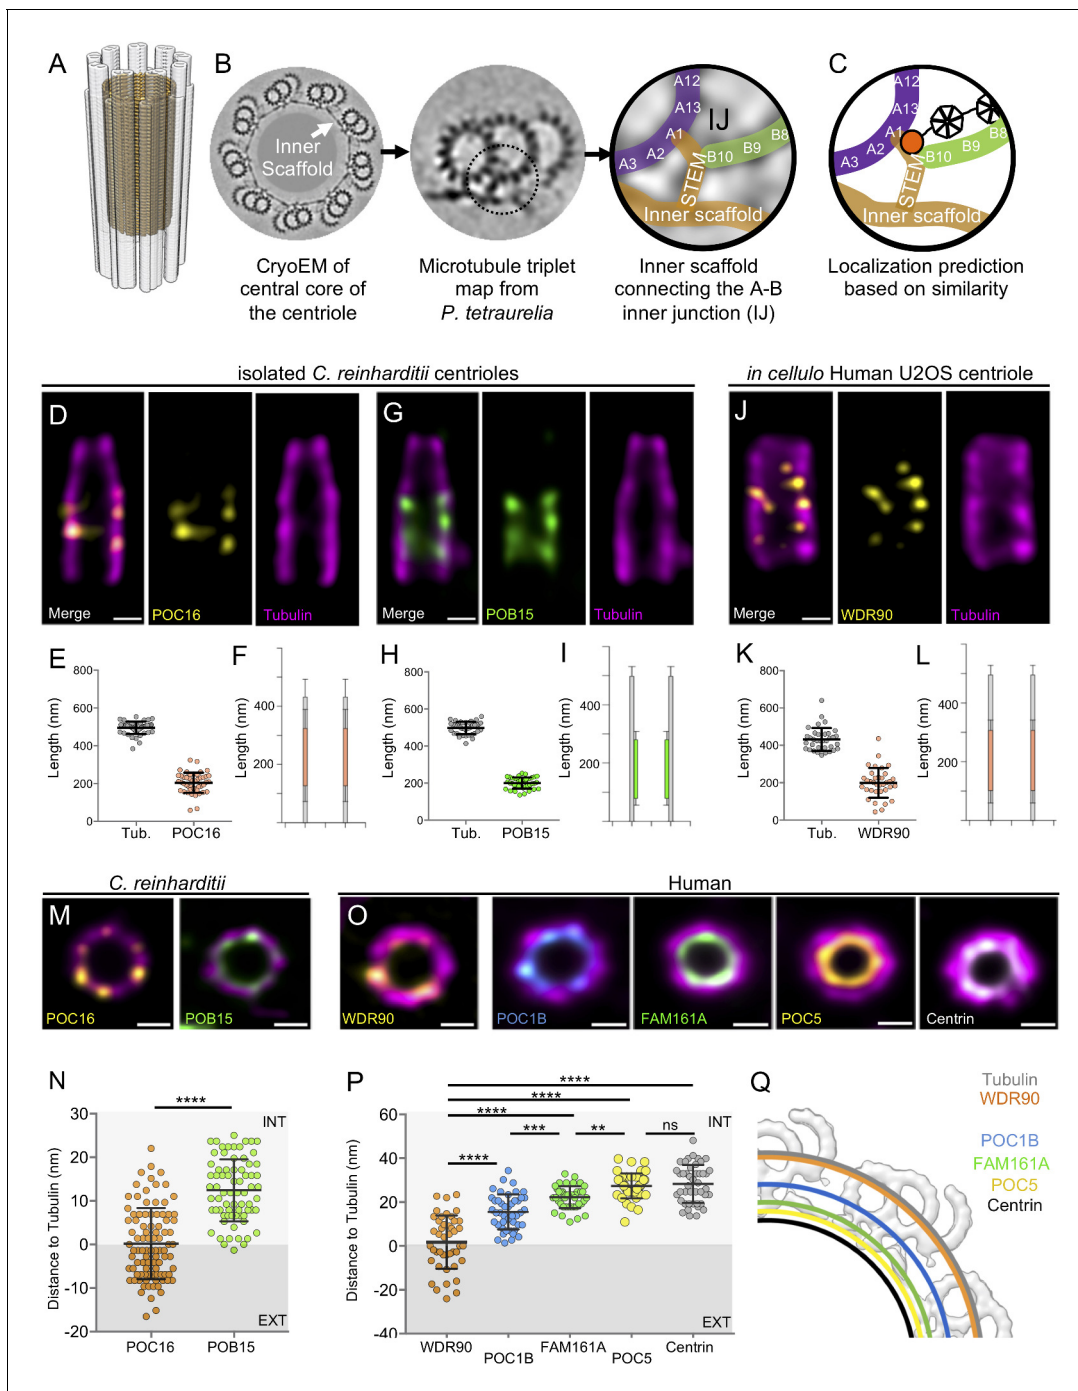 A
B
C
Inner
Scaffold
A12
A13
A1
A2
A3
IJ
B8
B9
B10
STEM
Inner scaffold
A12
A13
A1
A2
A3
B8
B9
B10
STEM
Inner scaffold
CryoEM of
central core of
the centriole
Microtubule triplet
map from
P. tetraurelia
Inner scaffold
connecting the A-B
inner junction (IJ)
Localization prediction
based on similarity
isolated C. reinharditii centrioles
in cellulo Human U2OS centriole
D
Merge
POC16
Tubulin
G
Merge
POB15
Tubulin
J
Merge
WDR90
Tubulin
E
Length (nm)
800
600
400
200
0
Tub. POC16
F
400
200
H
Length (nm)
800
600
400
200
0
Tub. POB15
I
400
200
K
Length (nm)
800
600
400
200
0
Tub. WDR90
L
400
200
C. reinharditii
Human
M
POC16
POB15
O
WDR90
POC1B
FAM161A
POC5
Centrin
N
Distance to Tubulin (nm)
30
20
10
0
-10
-20
****
INT
EXT
POC16 POB15
P
Distance to Tubulin (nm)
60
40
20
0
-20
-40
****
****
****
***
**
ns
****
INT
EXT
WDR90 POC1B FAM161A POC5 Centrin
Q
Tubulin
WDR90
POC1B
FAM161A
POC5
Centrin